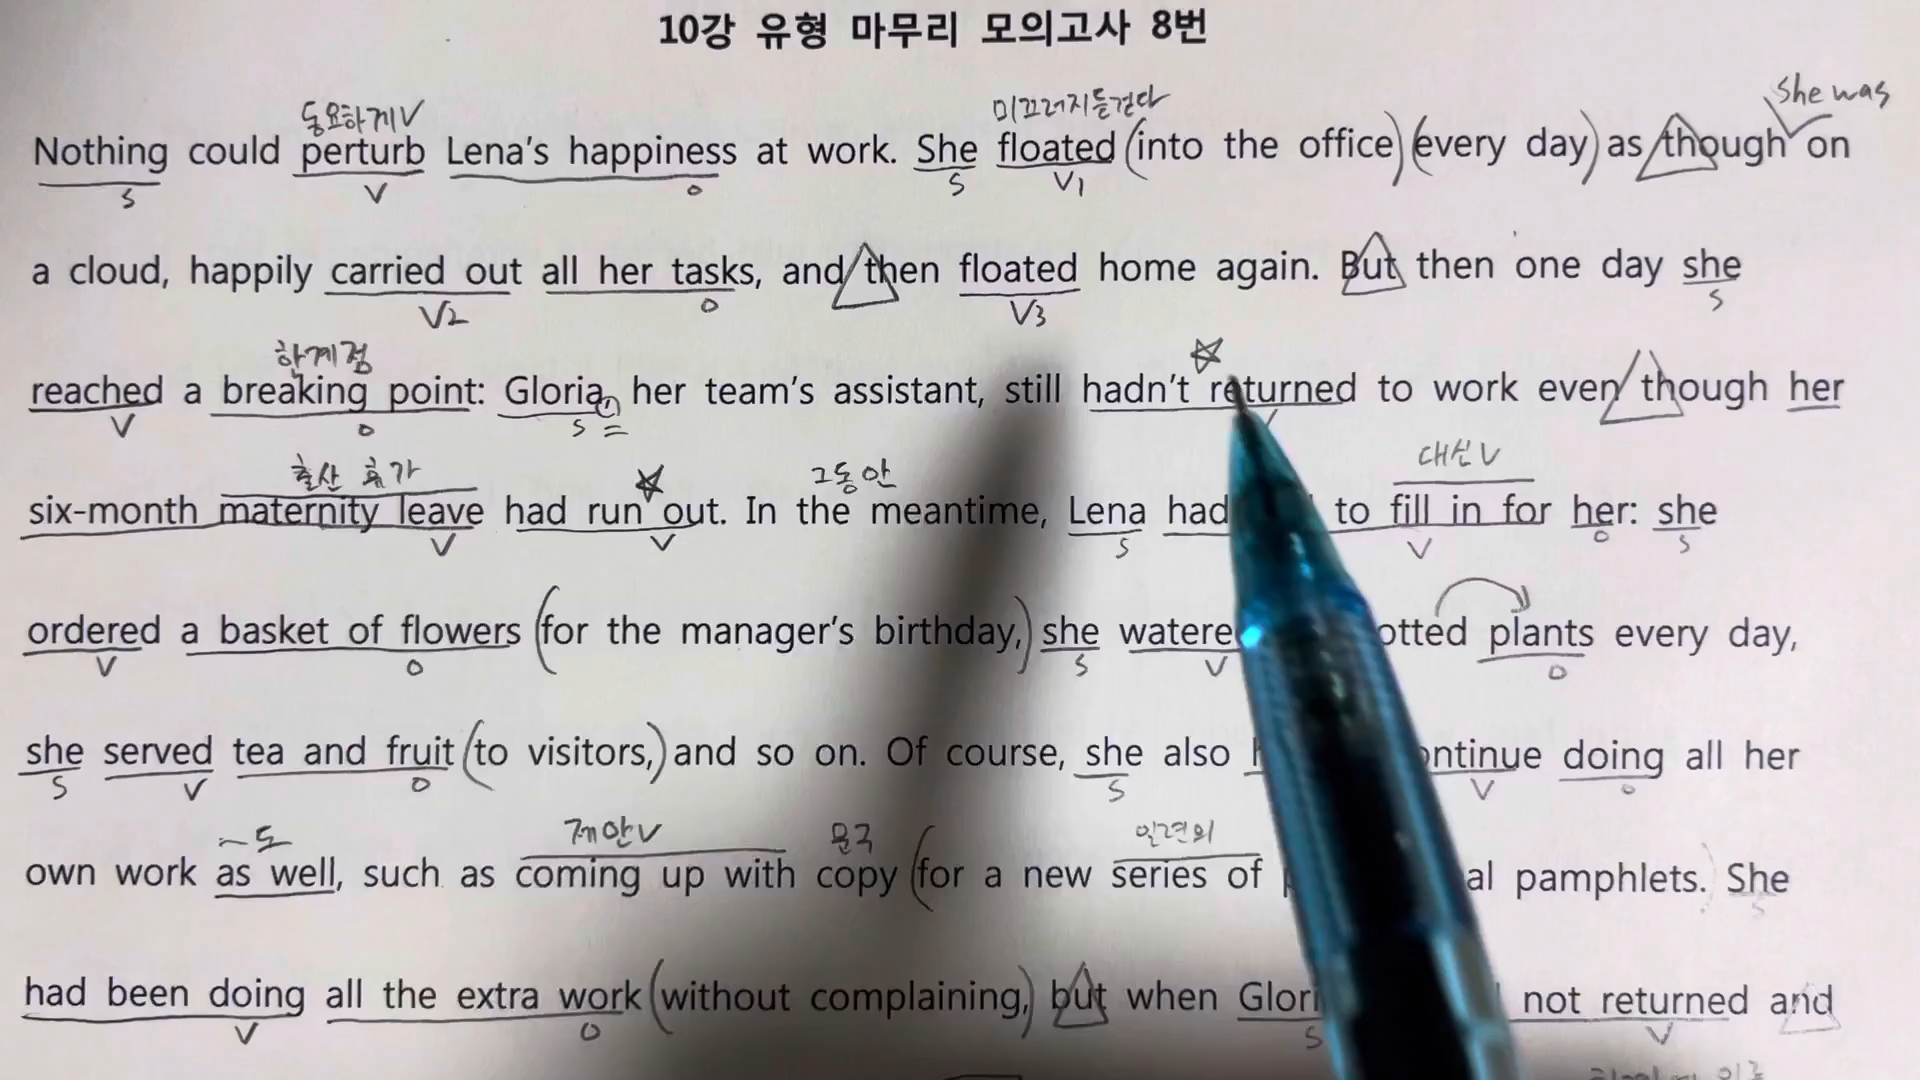 10강 유형 마무리 모의고사 8번
동요하게V 미끄러지듯걷다 she was
Nothing could perturb Lena's happiness at work. She floated (into the office) (every day) as though on
S V O S V1
a cloud, happily carried out all her tasks, and then floated home again. But then one day she
V2 O V3 S
한계점
reached a breaking point: Gloria, her team's assistant, still hadn't returned to work even though her
V O S
출산 휴가 그동안 대신V
six-month maternity leave had run out. In the meantime, Lena had to fill in for her: she
V V S V O S
ordered a basket of flowers (for the manager's birthday,) she plants every day,
V O S V O
she served tea and fruit (to visitors,) and so on. Of course, she also doing all her
S V O S V O
~도 제안V 문구 일련의
own work as well, such as coming up with copy (for a new series of pamphlets. She
S
had been doing all the extra work (without complaining,) but when not returned and
V O S V